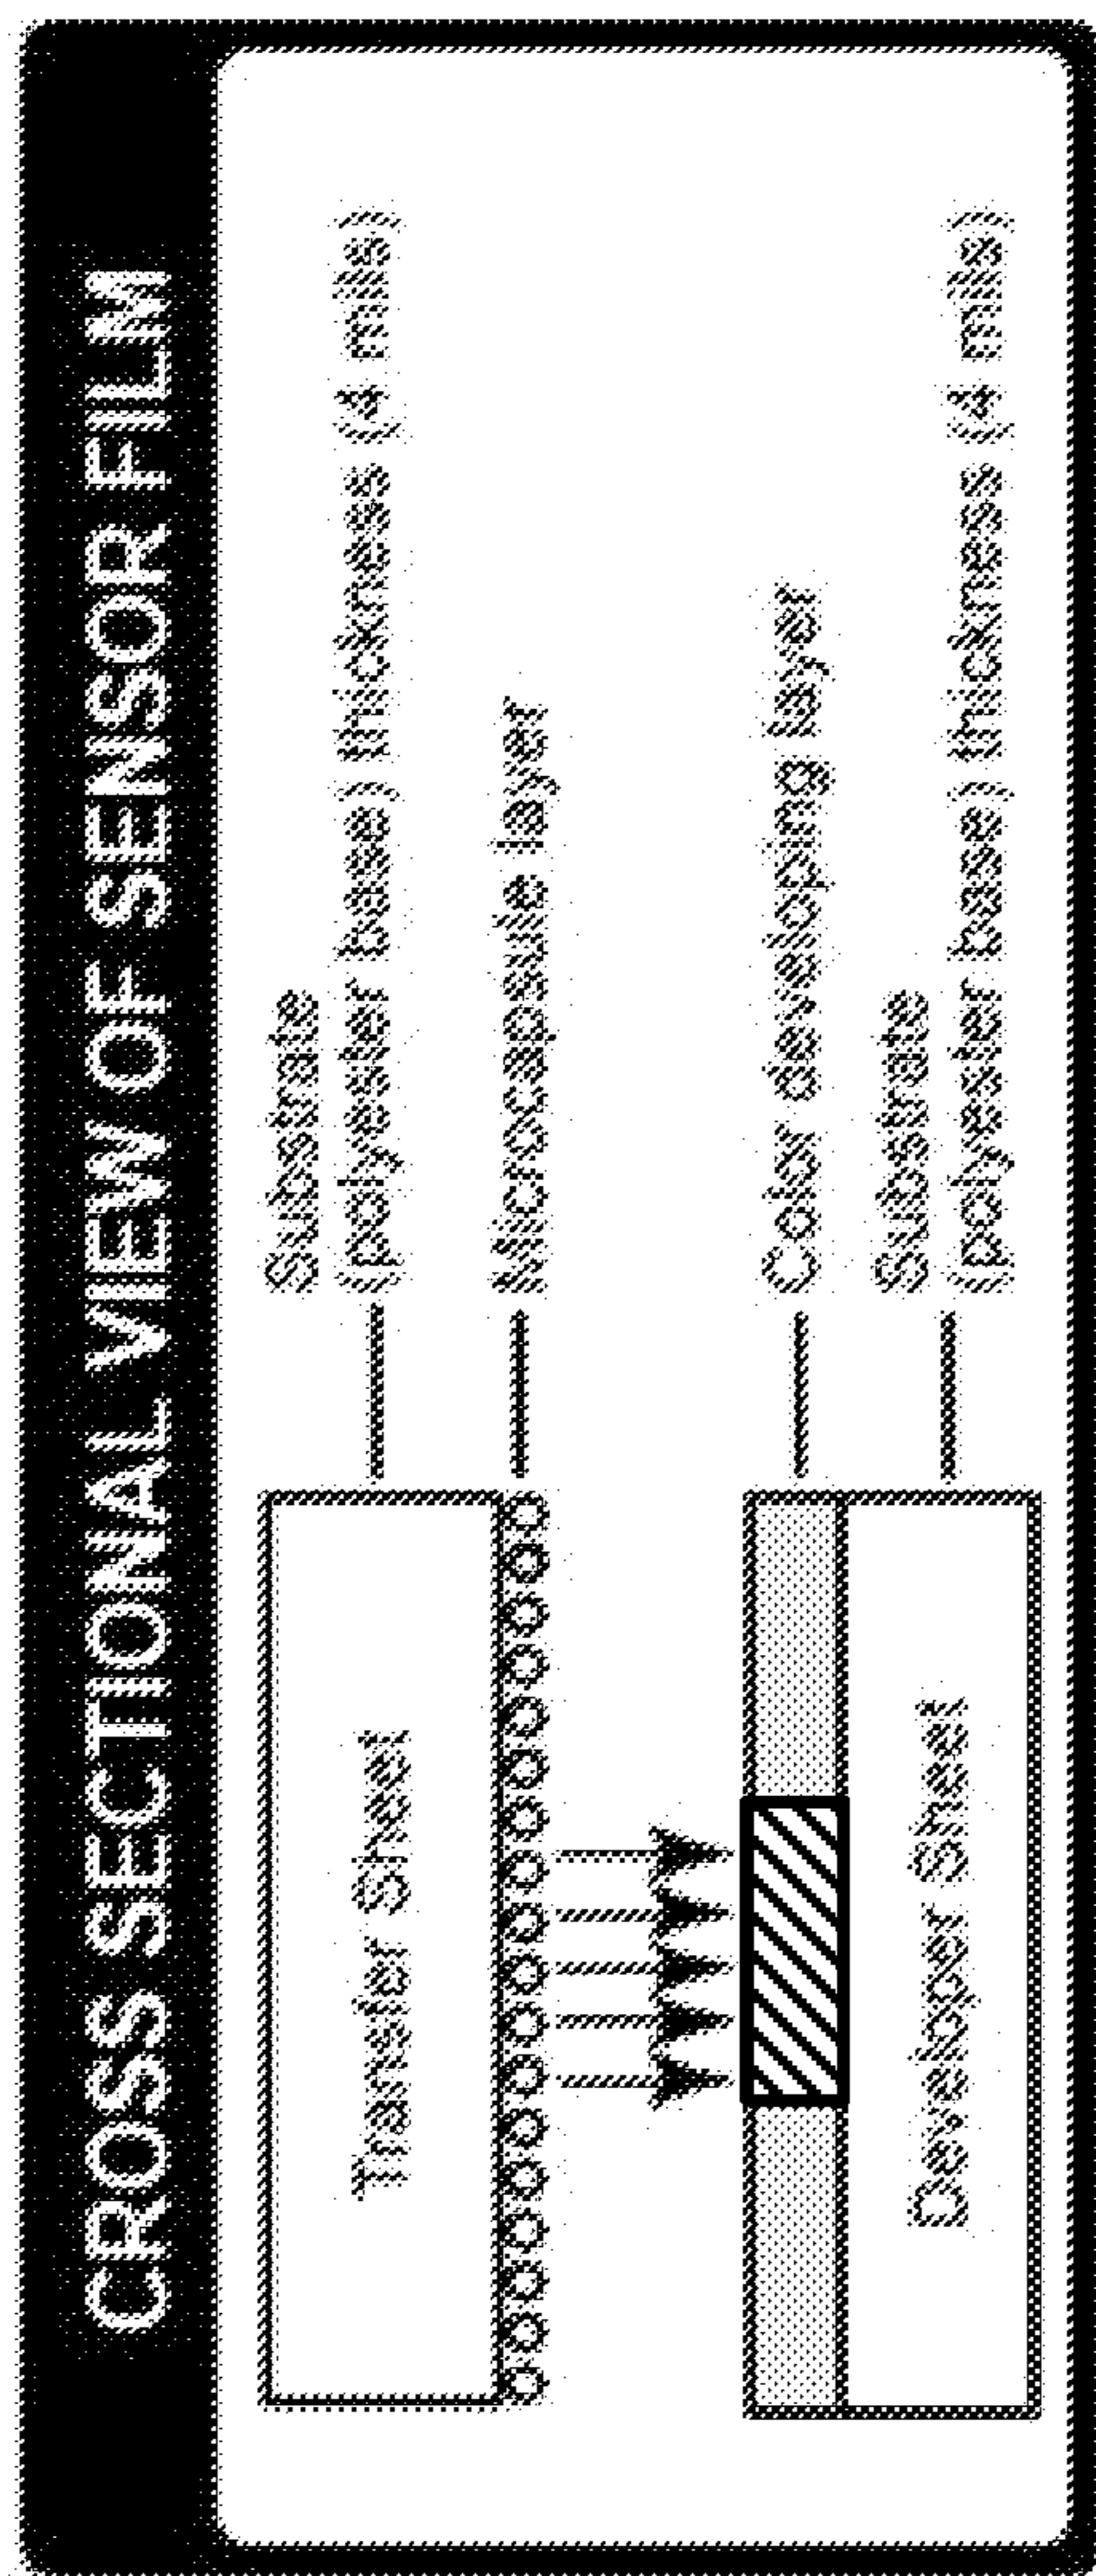 CROSS SECTIONAL VIEW OF SENSOR FILM
Transfer Sheet
Substrate
(polyester base) thickness (4 mils)
Microcapsule layer
Color developing layer
Substrate
(polyester base) thickness (4 mils)
Developer Sheet